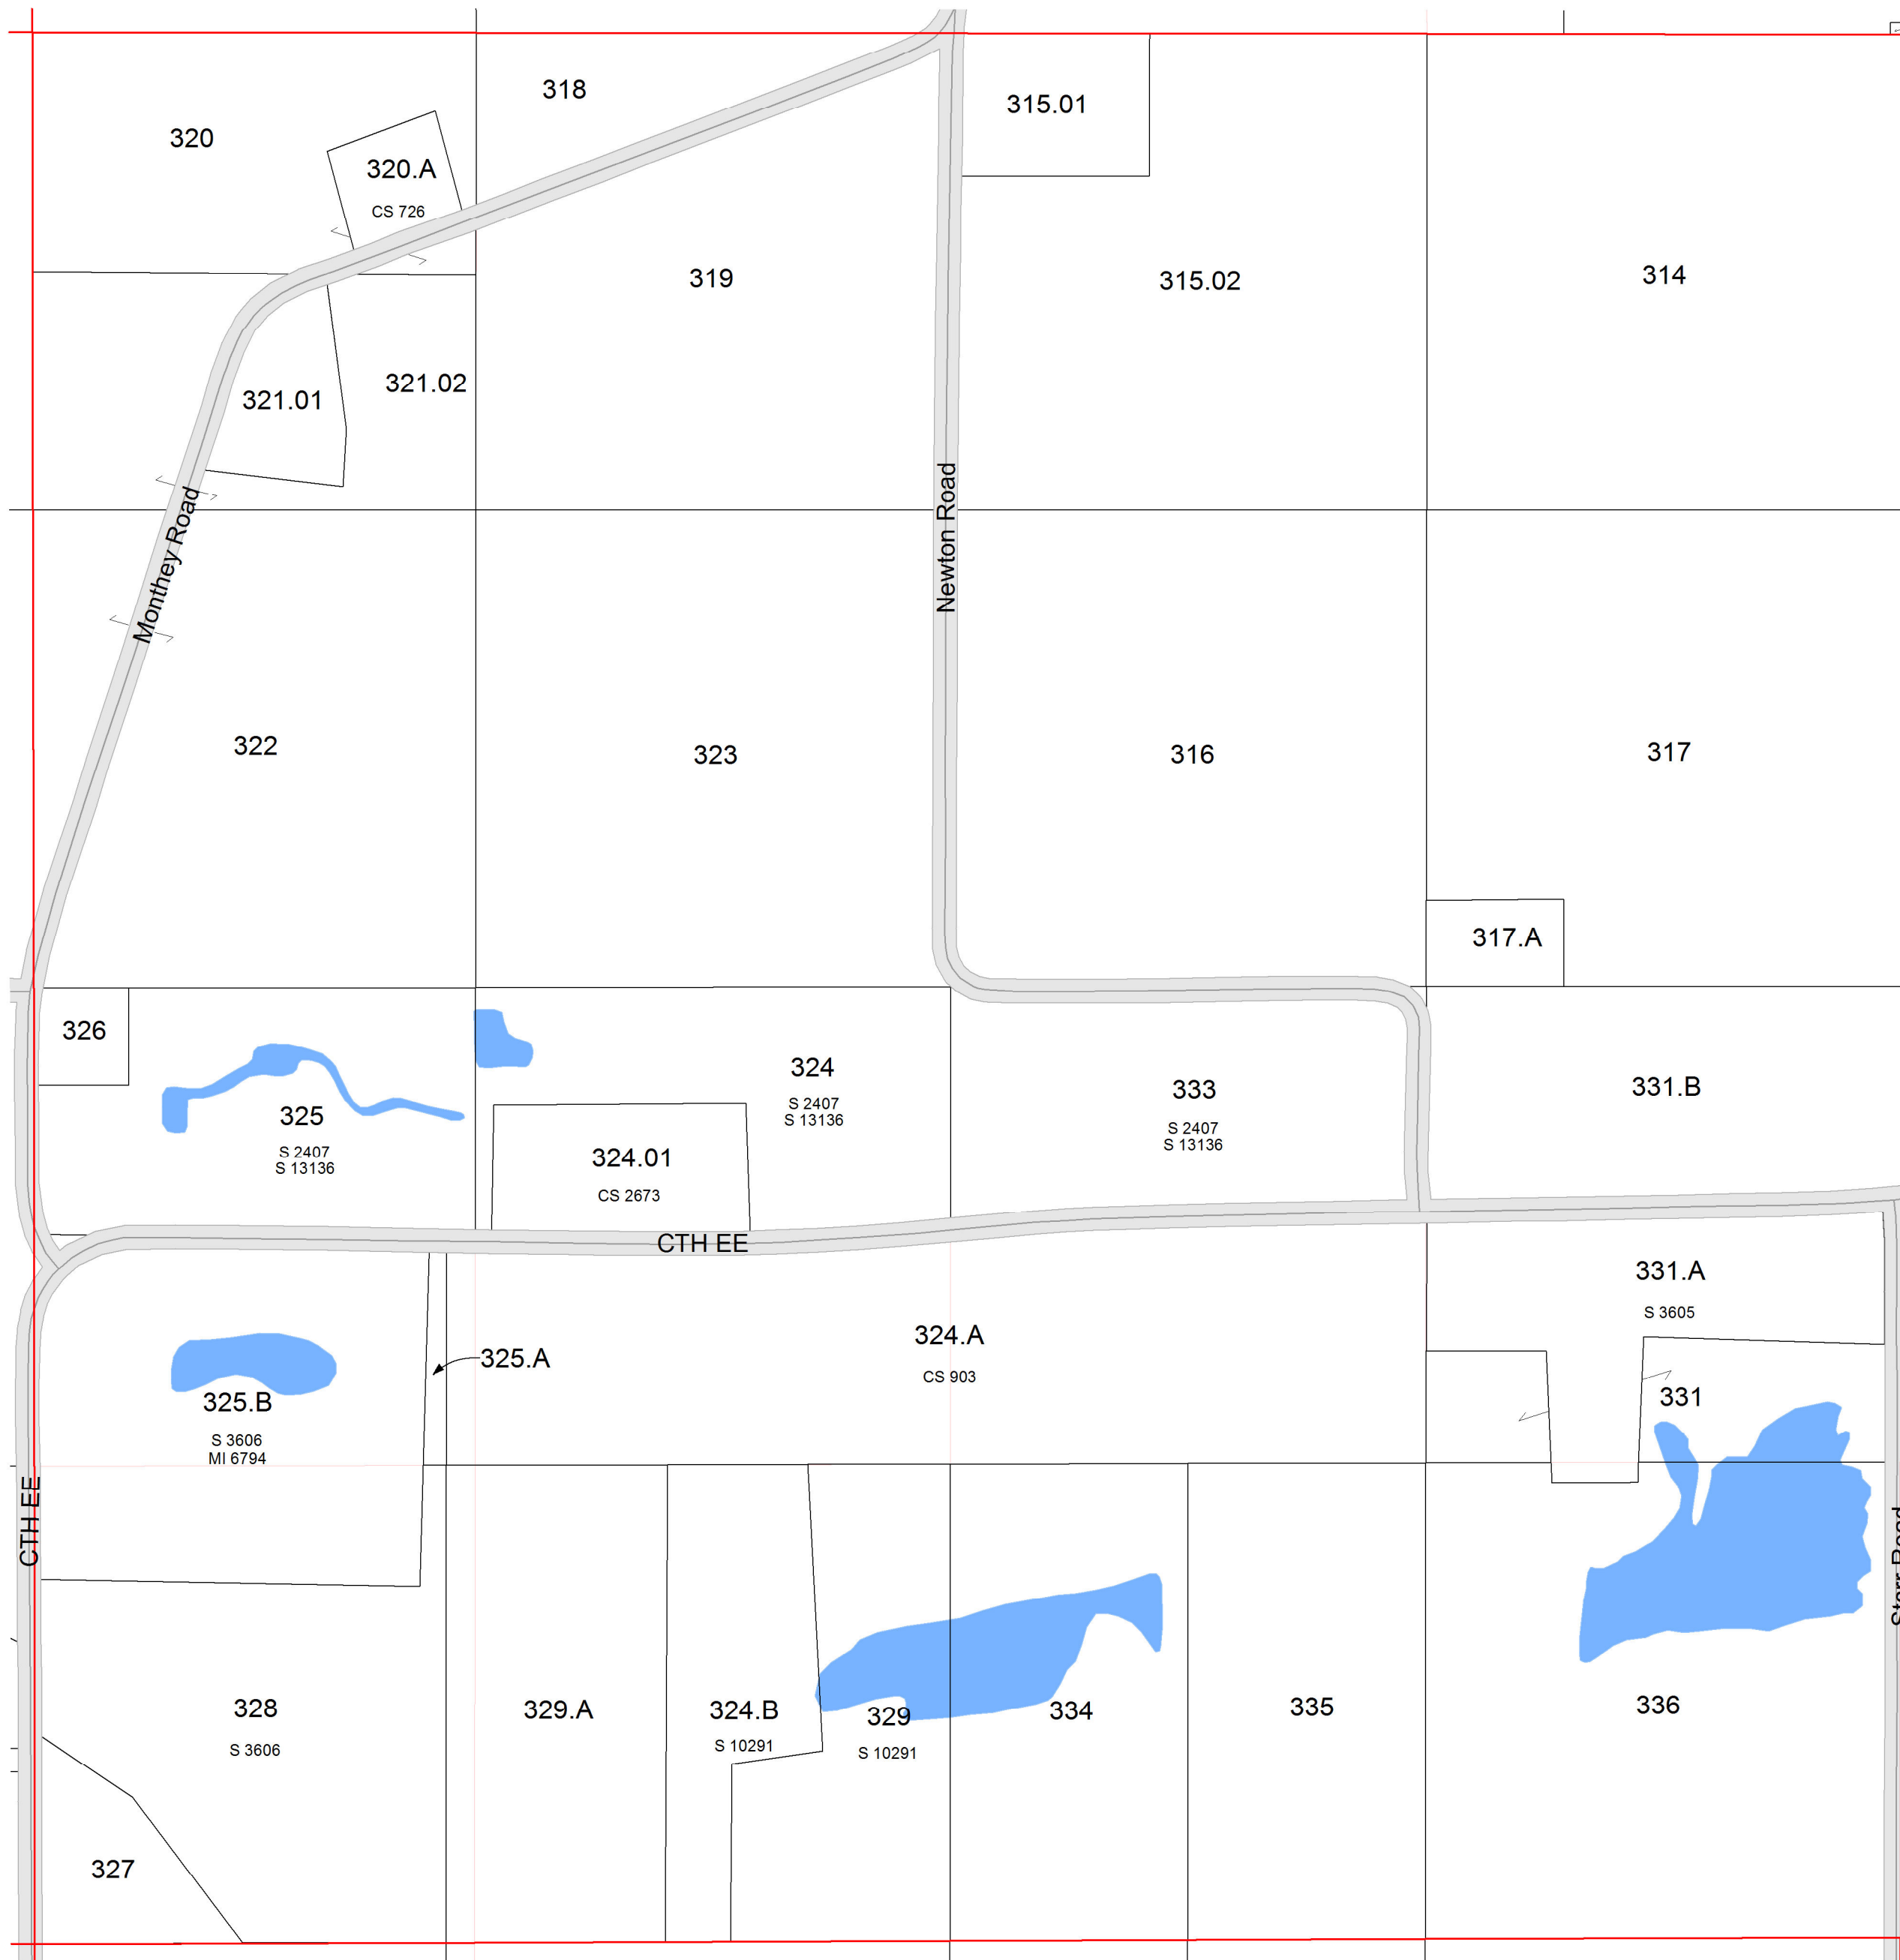 318
315.01
320
320.A
CS 726
319
315.02
314
321.02
321.01
Monthey Road
Newton Road
322
323
316
317
317.A
326
324
S 2407
S 13136
325
S 2407
S 13136
333
S 2407
S 13136
331.B
324.01
CS 2673
CTH EE
331.A
S 3605
324.A
CS 903
325.A
325.B
S 3606
MI 6794
331
CTH EE
Starr Road
328
S 3606
329.A
324.B
S 10291
329
S 10291
334
335
336
327